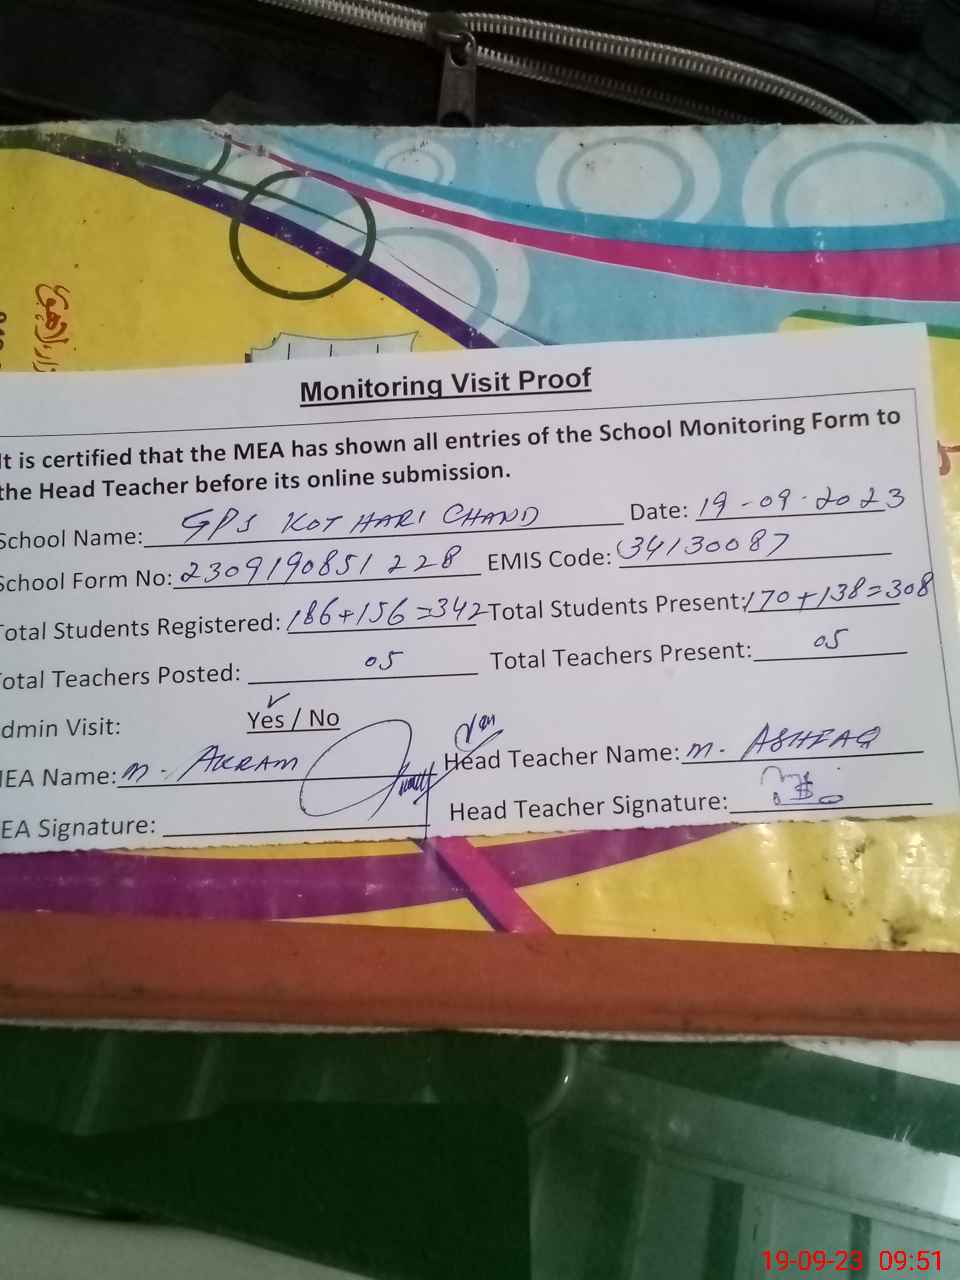 Monitoring Visit Proof
It is certified that the MEA has shown all entries of the School Monitoring Form to
the Head Teacher before its online submission.
School Name: GPS KOT HARI CHAND Date: 19-09-2023
School Form No: 2309190851228 EMIS Code: 34130087
Total Students Registered: 186+156=342 Total Students Present: 170+138=308
Total Teachers Posted: 05 Total Teachers Present: 05
dmin Visit: Yes / No
EA Name: M. AKRAM Head Teacher Name: M. ASHFAQ
EA Signature: Head Teacher Signature:
19-09-23 09:51